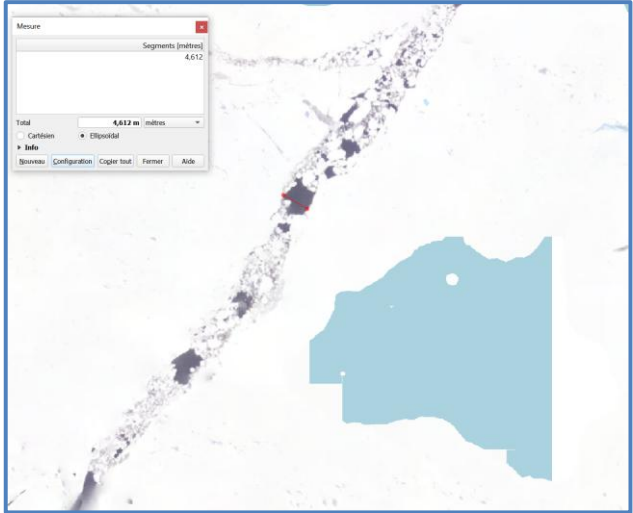 Mesure
Segments [mètres]
4,612
Total 4,612 m mètres
Cartésien Ellipsoïdal
Info
Nouveau Configuration Copier tout Fermer Aide